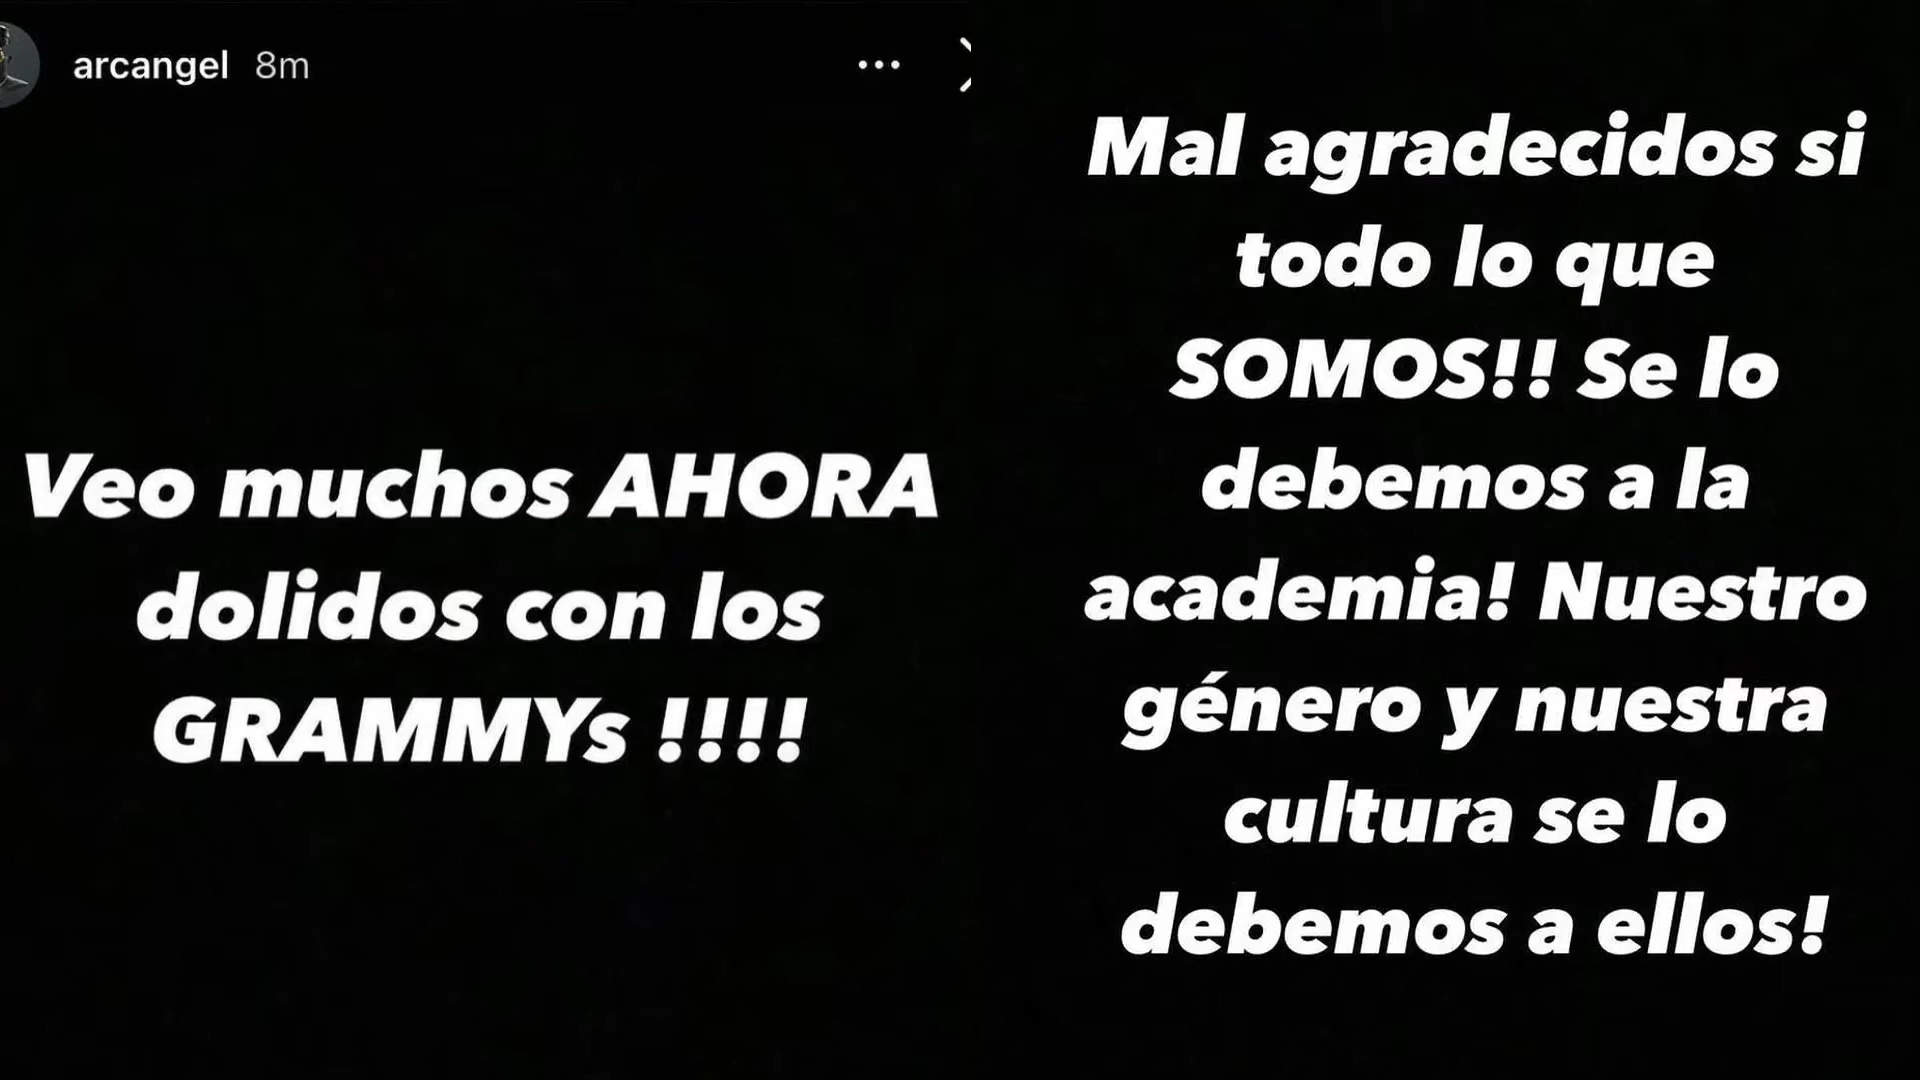 arcangel 8m
Veo muchos AHORA
dolidos con los
GRAMMYs !!!!
Mal agradecidos si
todo lo que
SOMOS!! Se lo
debemos a la
academia! Nuestro
género y nuestra
cultura se lo
debemos a ellos!